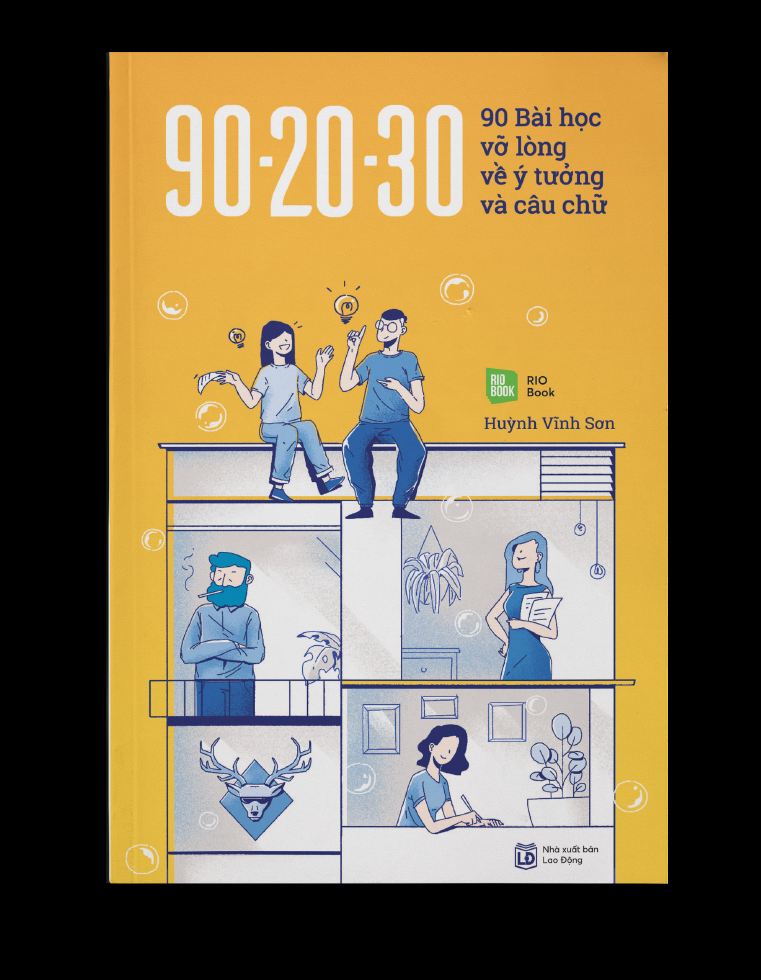 90-20-30
90 Bài học
vỡ lòng
về ý tưởng
và câu chữ
RIO
BOOK
RIO
Book
Huỳnh Vĩnh Sơn
LĐ
Nhà xuất bản
Lao Động